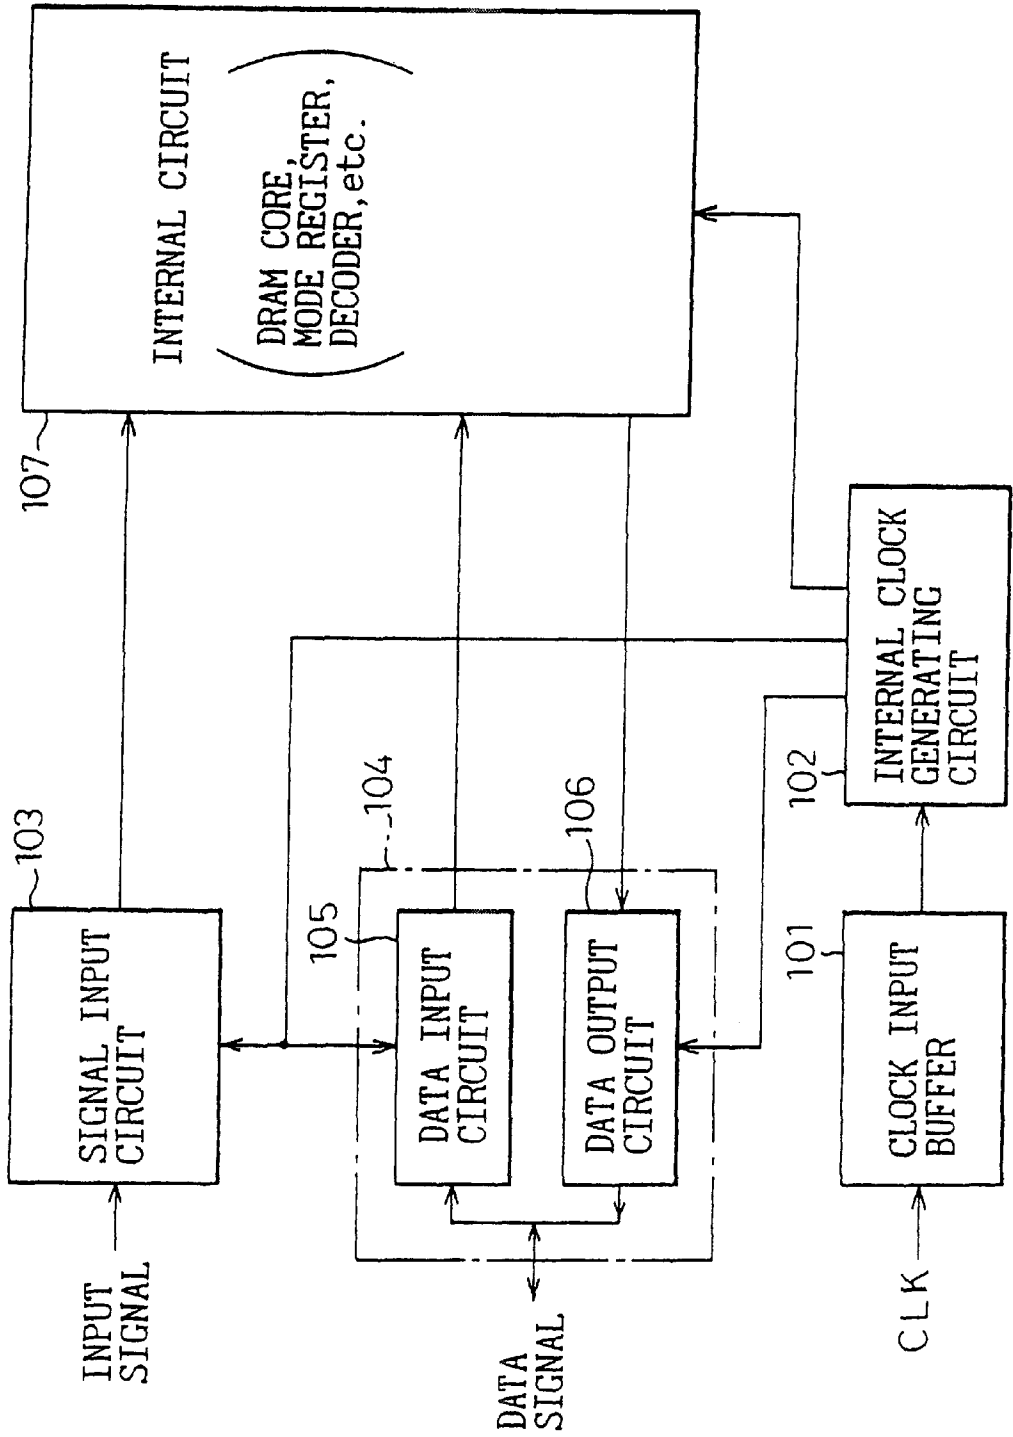 INPUT
SIGNAL
103
SIGNAL INPUT
CIRCUIT
107
INTERNAL CIRCUIT
(DRAM CORE,
MODE REGISTER,
DECODER,etc.)
DATA
SIGNAL
104
105
DATA INPUT
CIRCUIT
106
DATA OUTPUT
CIRCUIT
CLK
101
CLOCK INPUT
BUFFER
102
INTERNAL CLOCK
GENERATING
CIRCUIT